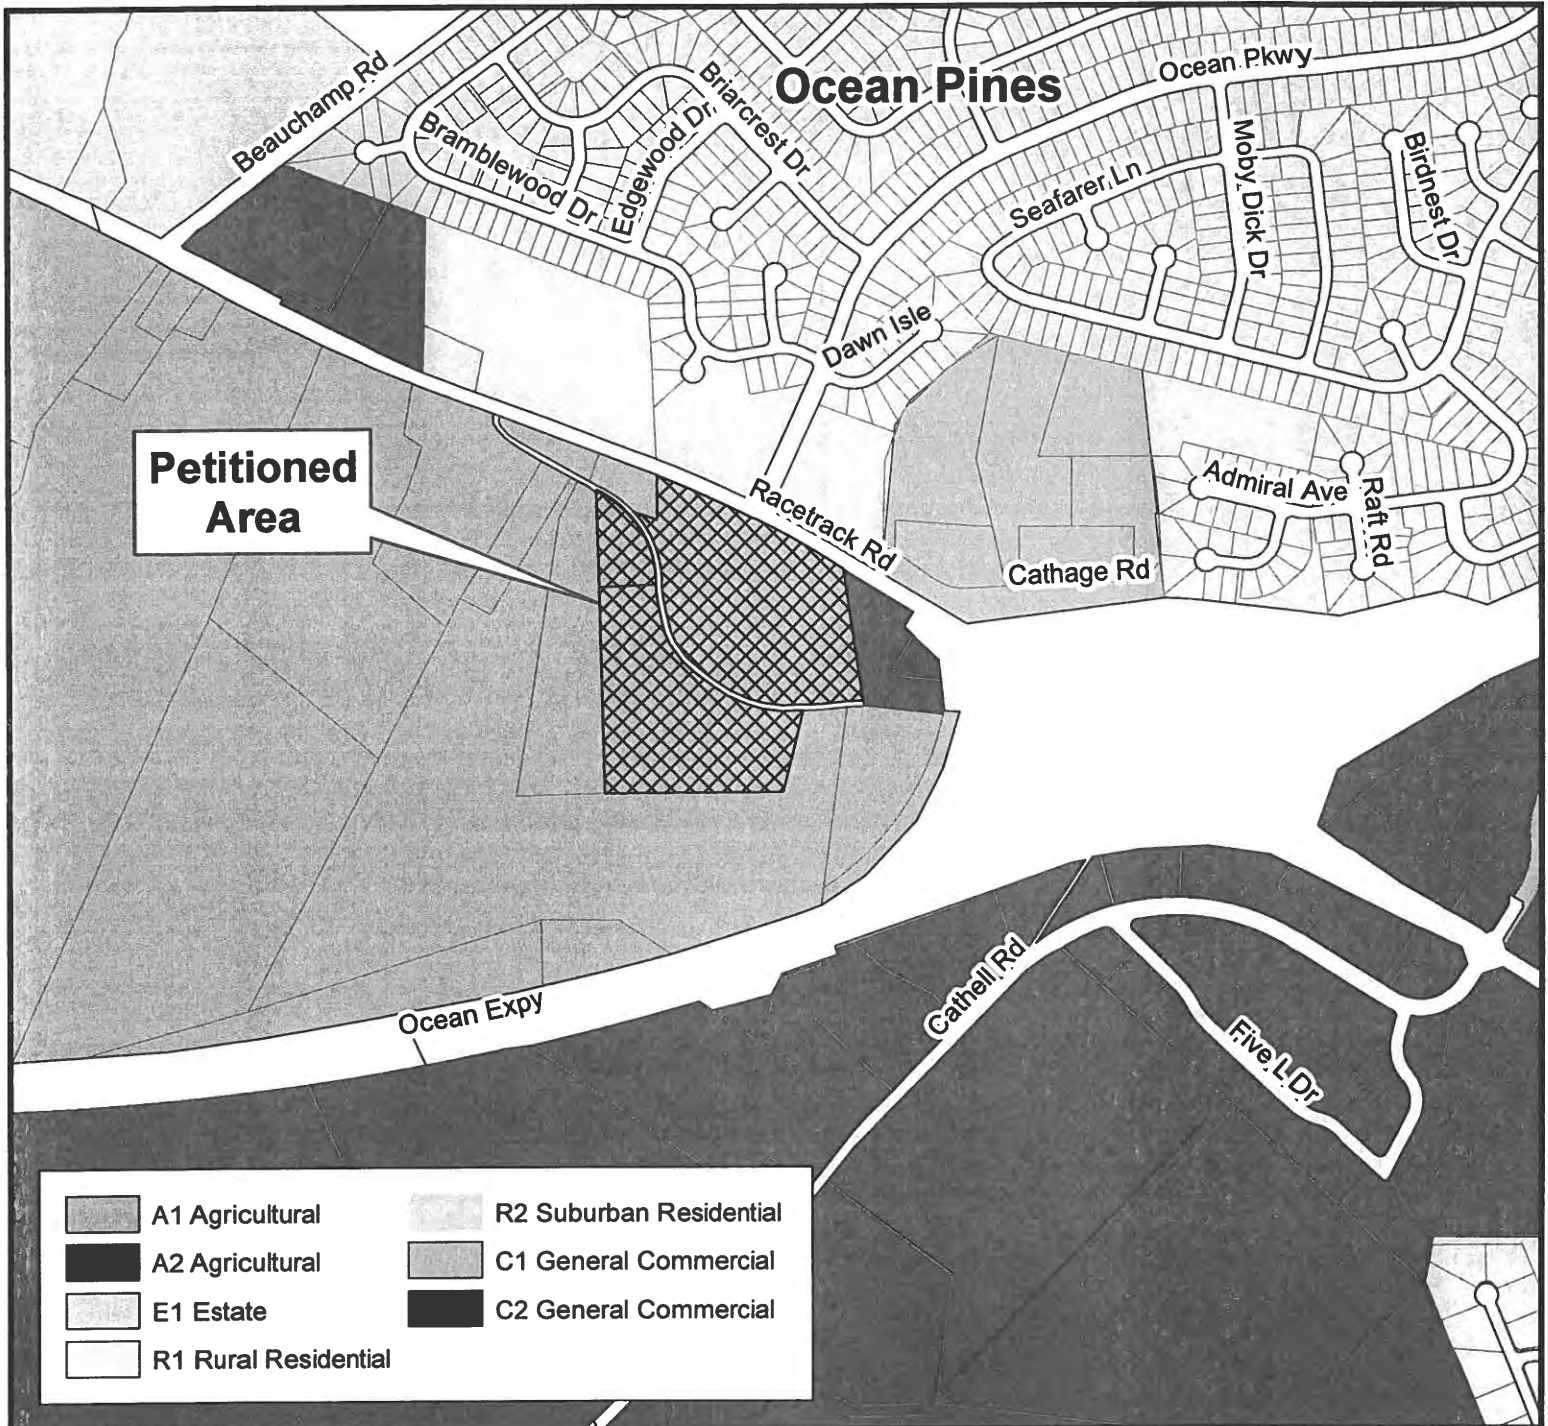 Ocean Pines
Ocean Pkwy
Beauchamp Rd
Briarcrest Dr
Bramblewood Dr
Edgewood Dr
Seafarer Ln
Moby Dick Dr
Birdnest Dr
Dawn Isle
Petitioned
Area
Racetrack Rd
Admiral Ave
Raft Rd
Cathage Rd
Ocean Expy
Cathell Rd
Five L Dr
A1 Agricultural
A2 Agricultural
E1 Estate
R1 Rural Residential
R2 Suburban Residential
C1 General Commercial
C2 General Commercial